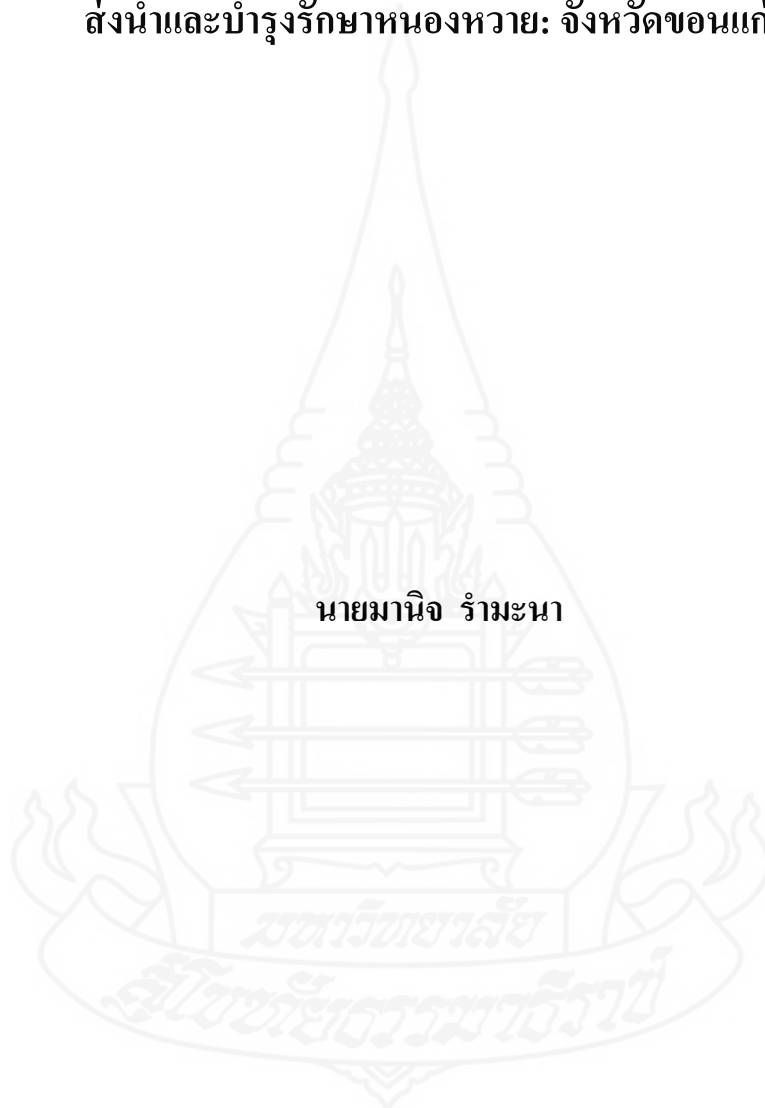 ส่งน้ำและบำรุงรักษาหนองหวาย: จังหวัดขอนแก่
นายมานิจ รำมะนา
มหาวิทยาลัย
สุโขทัยธรรมาธิราช